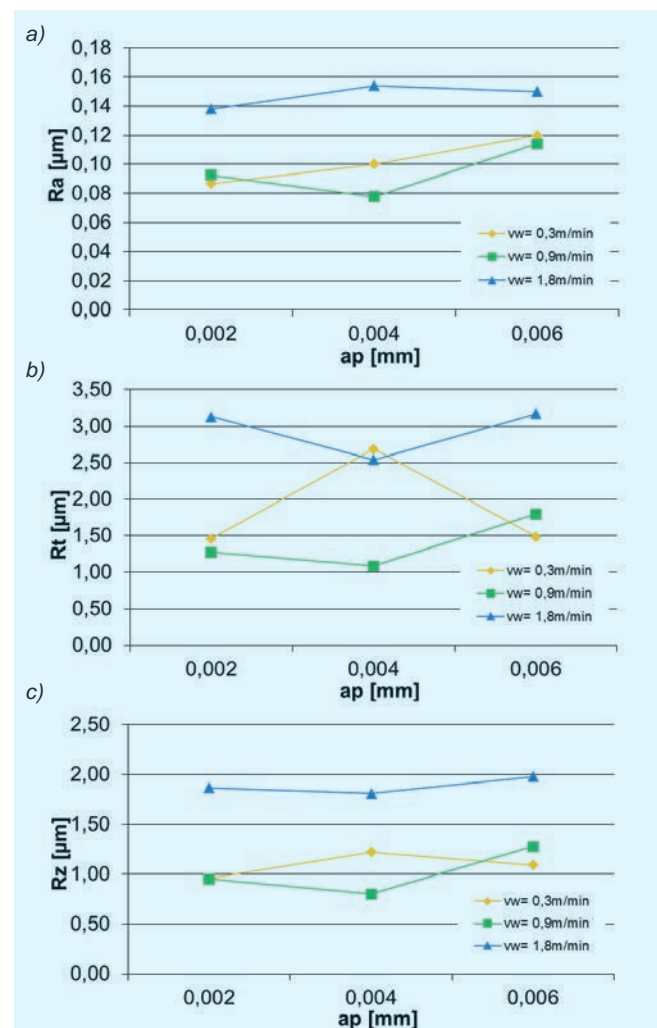 a)
0,18
0,16
0,14
0,12
0,10
0,08
0,06
0,04
0,02
0,00
Ra [µm]
vw= 0,3m/min
vw= 0,9m/min
vw= 1,8m/min
0,002 0,004 0,006
ap [mm]
b)
3,50
3,00
2,50
2,00
1,50
1,00
0,50
0,00
Rt [µm]
vw= 0,3m/min
vw= 0,9m/min
vw= 1,8m/min
0,002 0,004 0,006
ap [mm]
c)
2,50
2,00
1,50
1,00
0,50
0,00
Rz [µm]
vw= 0,3m/min
vw= 0,9m/min
vw= 1,8m/min
0,002 0,004 0,006
ap [mm]